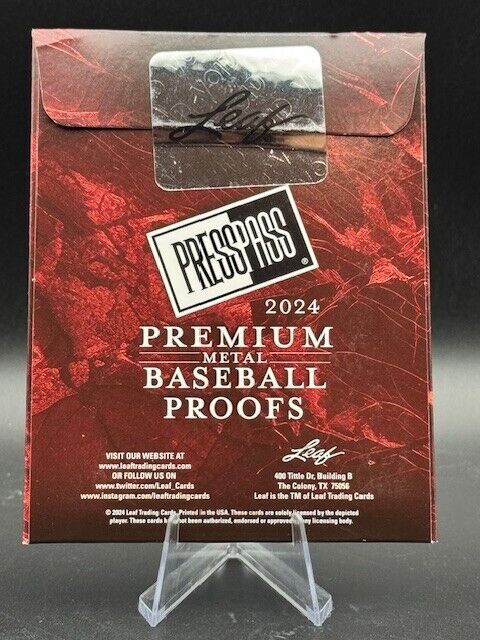 Leaf
PRESS PASS ®
2024
PREMIUM
METAL
BASEBALL
PROOFS
VISIT OUR WEBSITE AT
www.leaftradingcards.com
OR FOLLOW US ON
www.twitter.com/Leaf_Cards
www.instagram.com/leaftradingcards
Leaf
400 Tittle Dr, Building B
The Colony, TX 75056
Leaf is the TM of Leaf Trading Cards
© 2024 Leaf Trading Cards. Printed in the USA. These cards are solely licensed by the depicted
player. These cards have not been authorized, endorsed or approved by any licensing body.